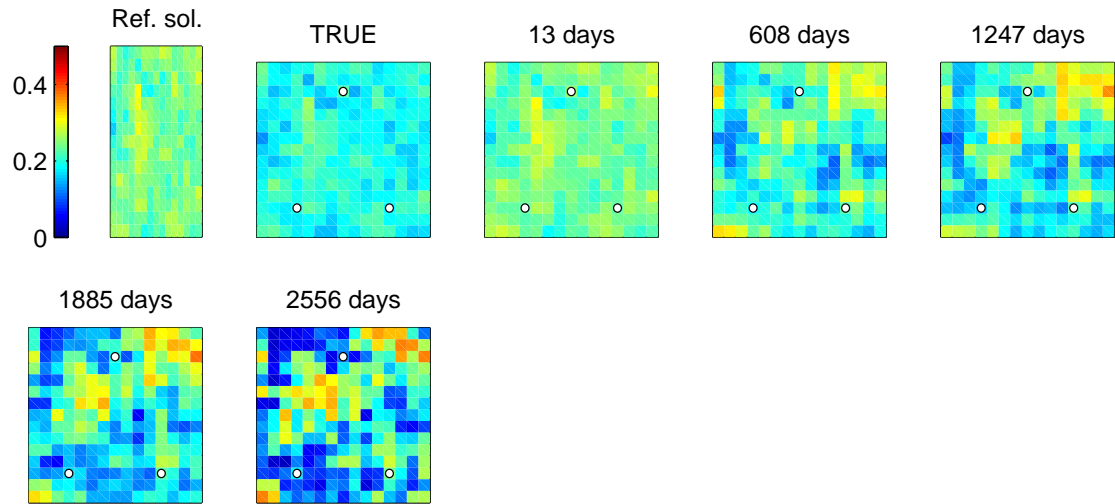 Ref. sol.
TRUE
13 days
608 days
1247 days
0.4
0.2
0
1885 days
2556 days